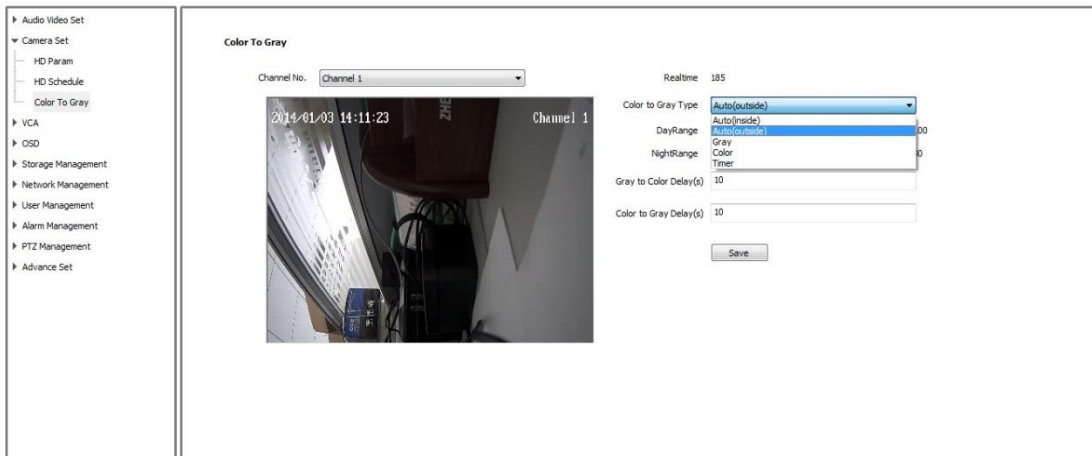 Audio Video Set
Camera Set
HD Param
HD Schedule
Color To Gray
VCA
OSD
Storage Management
Network Management
User Management
Alarm Management
PTZ Management
Advance Set
Color To Gray
Channel No. Channel 1
2014/01/03 14:11:23 Channel 1
ZHE
Realtime 185
Color to Gray Type Auto(outside)
Auto(inside)
Auto(outside)
Gray
Color
Timer
DayRange
NightRange
Gray to Color Delay(s) 10
Color to Gray Delay(s) 10
Save